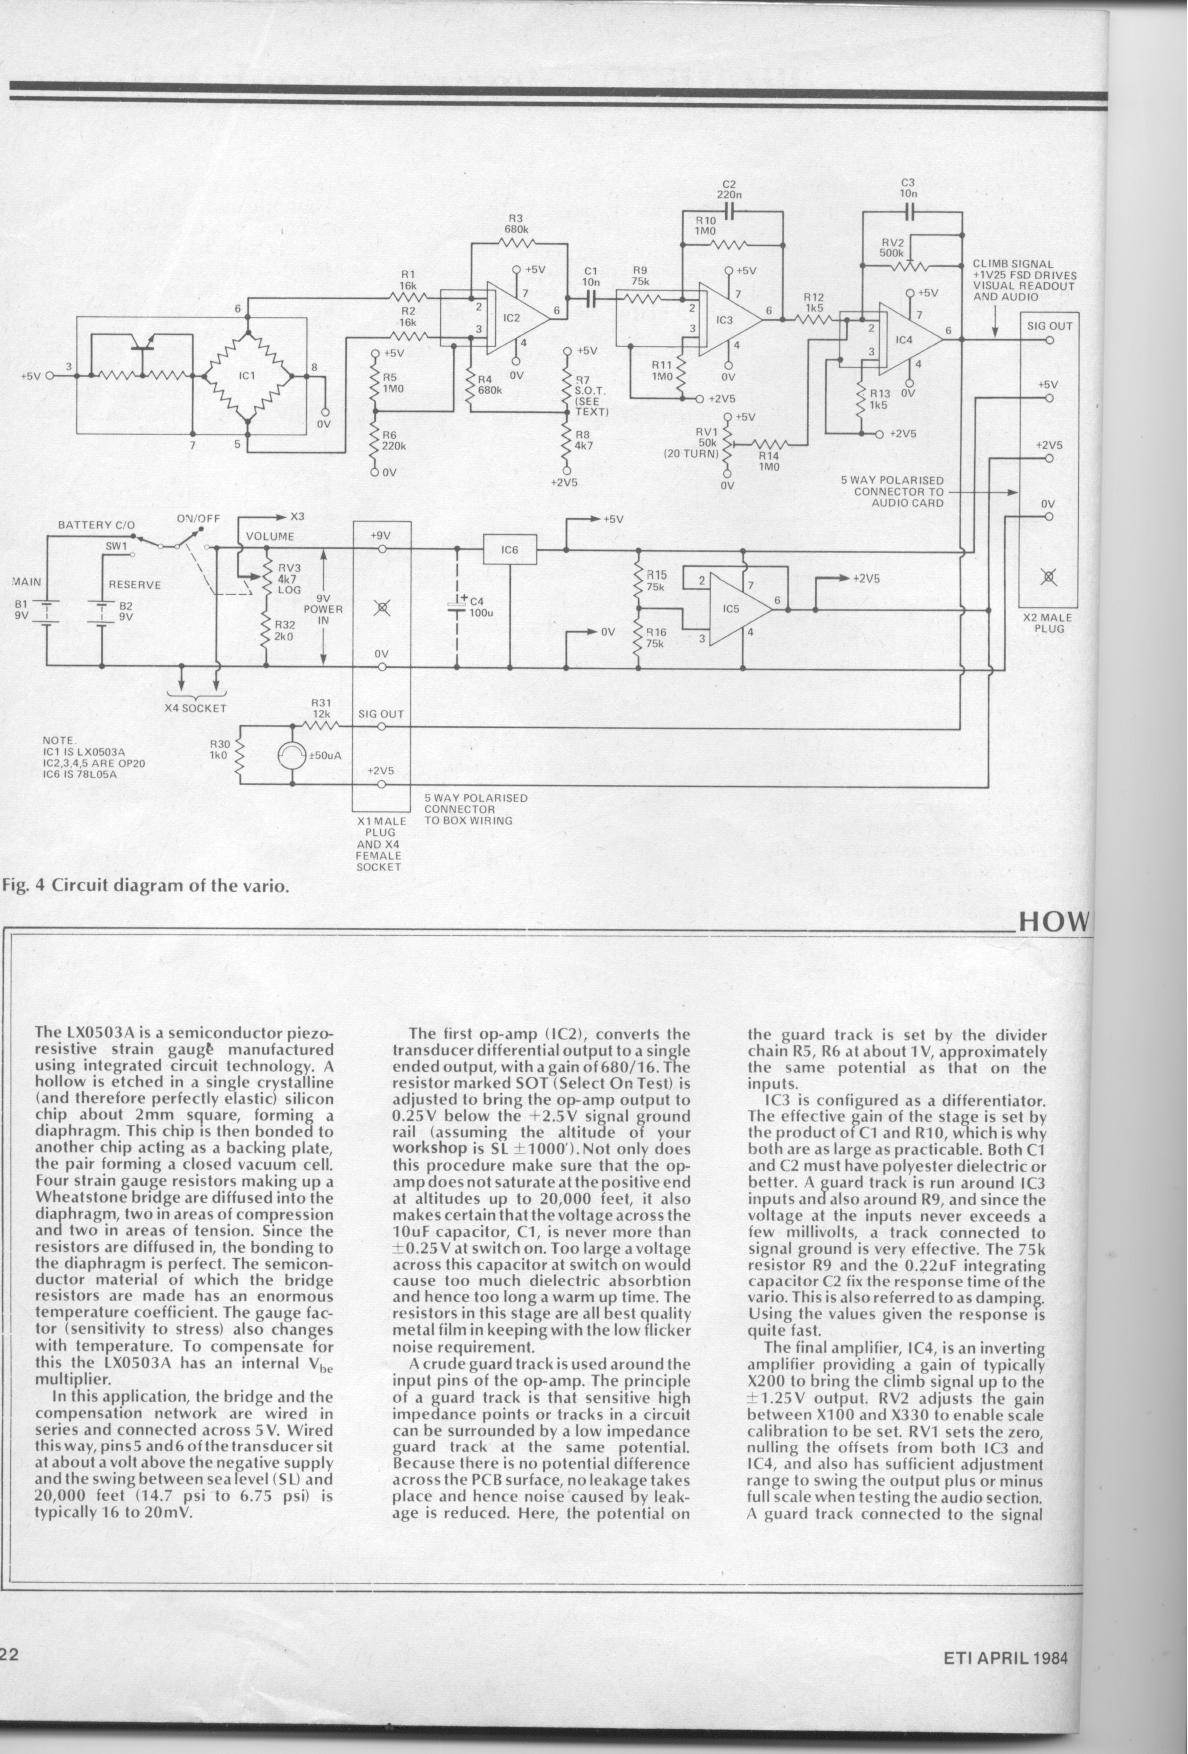 C2
220n
C3
10n
R3
680k
R10
1M0
RV2
500k
CLIMB SIGNAL
+1V25 FSD DRIVES
VISUAL READOUT
AND AUDIO
R1
16k
+5V
C1
10n
R9
75k
+5V
R12
1k5
+5V
SIG OUT
R2
16k
2
7
IC2
6
3
4
2
7
IC3
6
3
4
2
7
IC4
6
3
4
6
+5V
3
IC1
8
0V
7
5
+5V
R5
1M0
R6
220k
0V
R4
680k
0V
+5V
R7
S.O.T.
(SEE
TEXT)
R8
4k7
+2V5
R11
1M0
0V
+2V5
+5V
RV1
50k
(20 TURN)
0V
R14
1M0
R13
1k5
0V
+2V5
+5V
+2V5
0V
5 WAY POLARISED
CONNECTOR TO
AUDIO CARD
X2 MALE
PLUG
BATTERY C/O
ON/OFF
X3
SW1
VOLUME
MAIN
B1
9V
RESERVE
B2
9V
RV3
4k7
LOG
R32
2k0
9V
POWER
IN
+9V
0V
+
C4
100u
IC6
+5V
0V
R15
75k
R16
75k
2
7
IC5
6
3
4
+2V5
X4 SOCKET
R31
12k
SIG OUT
R30
1k0
±50uA
+2V5
NOTE.
IC1 IS LX0503A
IC2,3,4,5 ARE OP20
IC6 IS 78L05A
X1 MALE
PLUG
AND X4
FEMALE
SOCKET
5 WAY POLARISED
CONNECTOR
TO BOX WIRING
Fig. 4 Circuit diagram of the vario.
HOW
The LX0503A is a semiconductor piezo-
resistive strain gauge manufactured
using integrated circuit technology. A
hollow is etched in a single crystalline
(and therefore perfectly elastic) silicon
chip about 2mm square, forming a
diaphragm. This chip is then bonded to
another chip acting as a backing plate,
the pair forming a closed vacuum cell.
Four strain gauge resistors making up a
Wheatstone bridge are diffused into the
diaphragm, two in areas of compression
and two in areas of tension. Since the
resistors are diffused in, the bonding to
the diaphragm is perfect. The semicon-
ductor material of which the bridge
resistors are made has an enormous
temperature coefficient. The gauge fac-
tor (sensitivity to stress) also changes
with temperature. To compensate for
this the LX0503A has an internal Vbe
multiplier.
In this application, the bridge and the
compensation network are wired in
series and connected across 5V. Wired
this way, pins 5 and 6 of the transducer sit
at about a volt above the negative supply
and the swing between sea level (SL) and
20,000 feet (14.7 psi to 6.75 psi) is
typically 16 to 20mV.
The first op-amp (IC2), converts the
transducer differential output to a single
ended output, with a gain of 680/16. The
resistor marked SOT (Select On Test) is
adjusted to bring the op-amp output to
0.25V below the +2.5V signal ground
rail (assuming the altitude of your
workshop is SL ±1000'). Not only does
this procedure make sure that the op-
amp does not saturate at the positive end
at altitudes up to 20,000 feet, it also
makes certain that the voltage across the
10uF capacitor, C1, is never more than
±0.25V at switch on. Too large a voltage
across this capacitor at switch on would
cause too much dielectric absorbtion
and hence too long a warm up time. The
resistors in this stage are all best quality
metal film in keeping with the low flicker
noise requirement.
A crude guard track is used around the
input pins of the op-amp. The principle
of a guard track is that sensitive high
impedance points or tracks in a circuit
can be surrounded by a low impedance
guard track at the same potential.
Because there is no potential difference
across the PCB surface, no leakage takes
place and hence noise caused by leak-
age is reduced. Here, the potential on
the guard track is set by the divider
chain R5, R6 at about 1V, approximately
the same potential as that on the
inputs.
IC3 is configured as a differentiator.
The effective gain of the stage is set by
the product of C1 and R10, which is why
both are as large as practicable. Both C1
and C2 must have polyester dielectric or
better. A guard track is run around IC3
inputs and also around R9, and since the
voltage at the inputs never exceeds a
few millivolts, a track connected to
signal ground is very effective. The 75k
resistor R9 and the 0.22uF integrating
capacitor C2 fix the response time of the
vario. This is also referred to as damping.
Using the values given the response is
quite fast.
The final amplifier, IC4, is an inverting
amplifier providing a gain of typically
X200 to bring the climb signal up to the
±1.25V output. RV2 adjusts the gain
between X100 and X330 to enable scale
calibration to be set. RV1 sets the zero,
nulling the offsets from both IC3 and
IC4, and also has sufficient adjustment
range to swing the output plus or minus
full scale when testing the audio section.
A guard track connected to the signal
22
ETI APRIL 1984